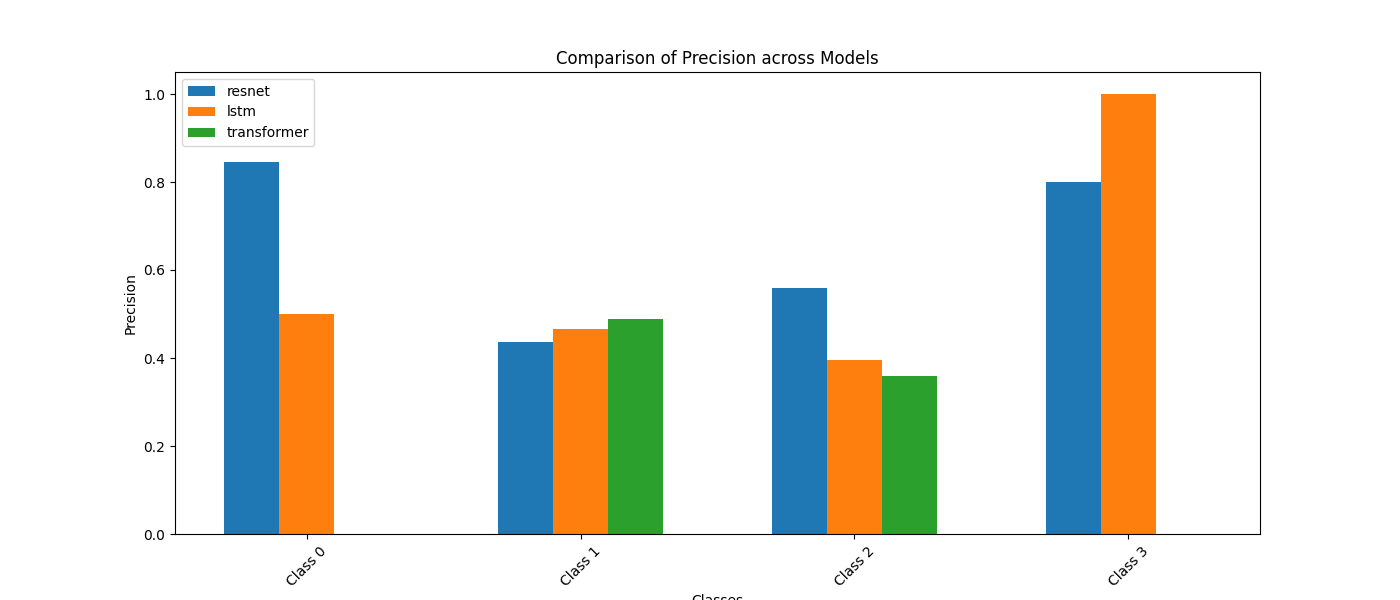 Comparison of Precision across Models
resnet
lstm
transformer
1.0
0.8
0.6
0.4
0.2
0.0
Precision
Class 0
Class 1
Class 2
Class 3
Classes